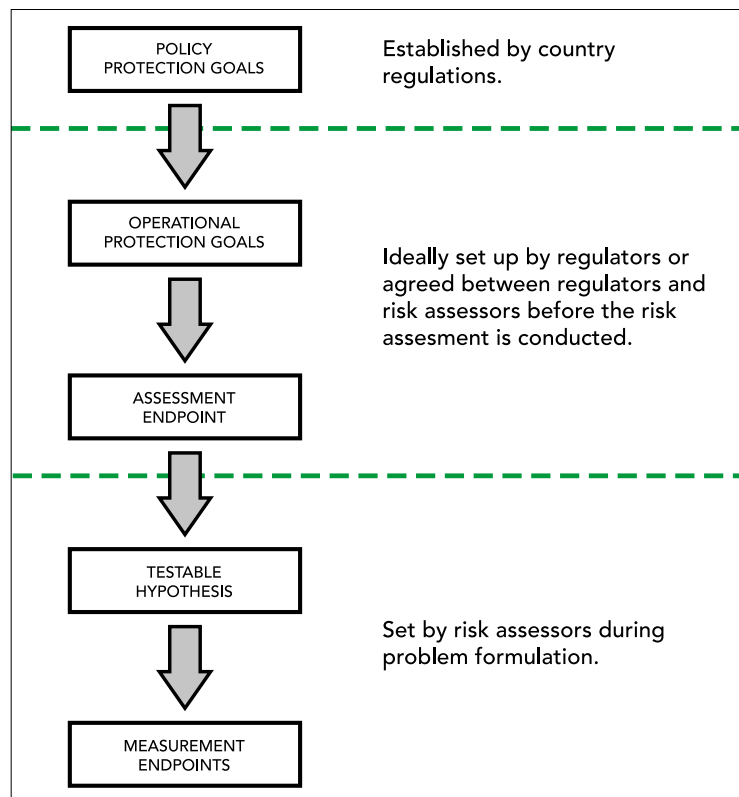 POLICY
PROTECTION GOALS
Established by country
regulations.
OPERATIONAL
PROTECTION GOALS
Ideally set up by regulators or
agreed between regulators and
risk assessors before the risk
assesment is conducted.
ASSESSMENT
ENDPOINT
TESTABLE
HYPOTHESIS
Set by risk assessors during
problem formulation.
MEASUREMENT
ENDPOINTS